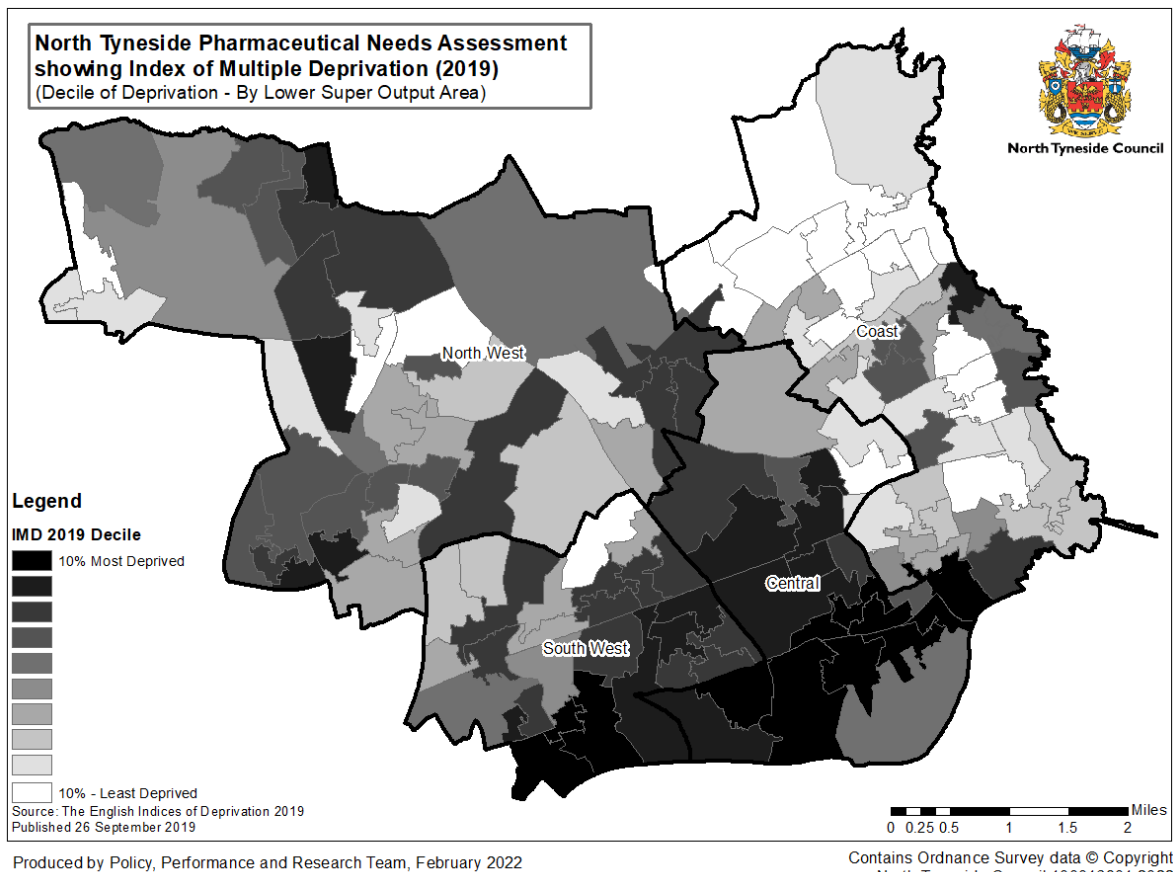 North Tyneside Pharmaceutical Needs Assessment
showing Index of Multiple Deprivation (2019)
(Decile of Deprivation - By Lower Super Output Area)
North Tyneside Council
Coast
North West
Central
South West
Legend
IMD 2019 Decile
10% Most Deprived
10% - Least Deprived
Source: The English Indices of Deprivation 2019
Published 26 September 2019
Miles
0 0.25 0.5 1 1.5 2
Produced by Policy, Performance and Research Team, February 2022
Contains Ordnance Survey data © Copyright
North Tyneside Council